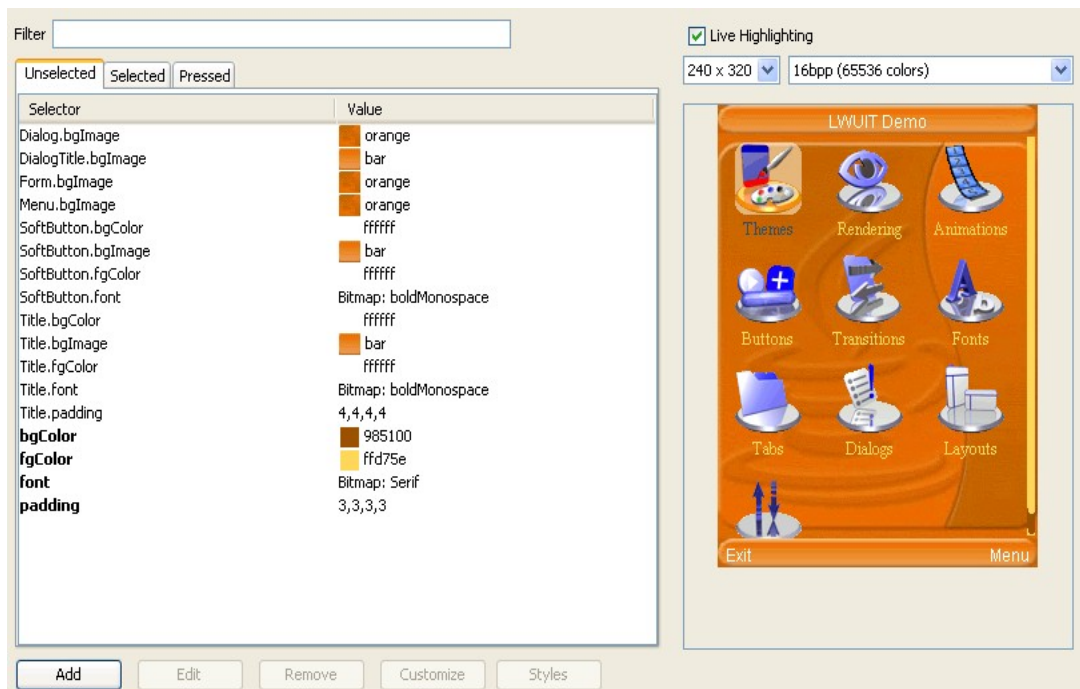 Filter
Unselected Selected Pressed
Selector Value
Dialog.bgImage orange
DialogTitle.bgImage bar
Form.bgImage orange
Menu.bgImage orange
SoftButton.bgColor ffffff
SoftButton.bgImage bar
SoftButton.fgColor ffffff
SoftButton.font Bitmap: boldMonospace
Title.bgColor ffffff
Title.bgImage bar
Title.fgColor ffffff
Title.font Bitmap: boldMonospace
Title.padding 4,4,4,4
bgColor 985100
fgColor ffd75e
font Bitmap: Serif
padding 3,3,3,3
Add Edit Remove Customize Styles
Live Highlighting
240 x 320 16bpp (65536 colors)
LWUIT Demo
Themes Rendering Animations
Buttons Transitions Fonts
Tabs Dialogs Layouts
Exit Menu